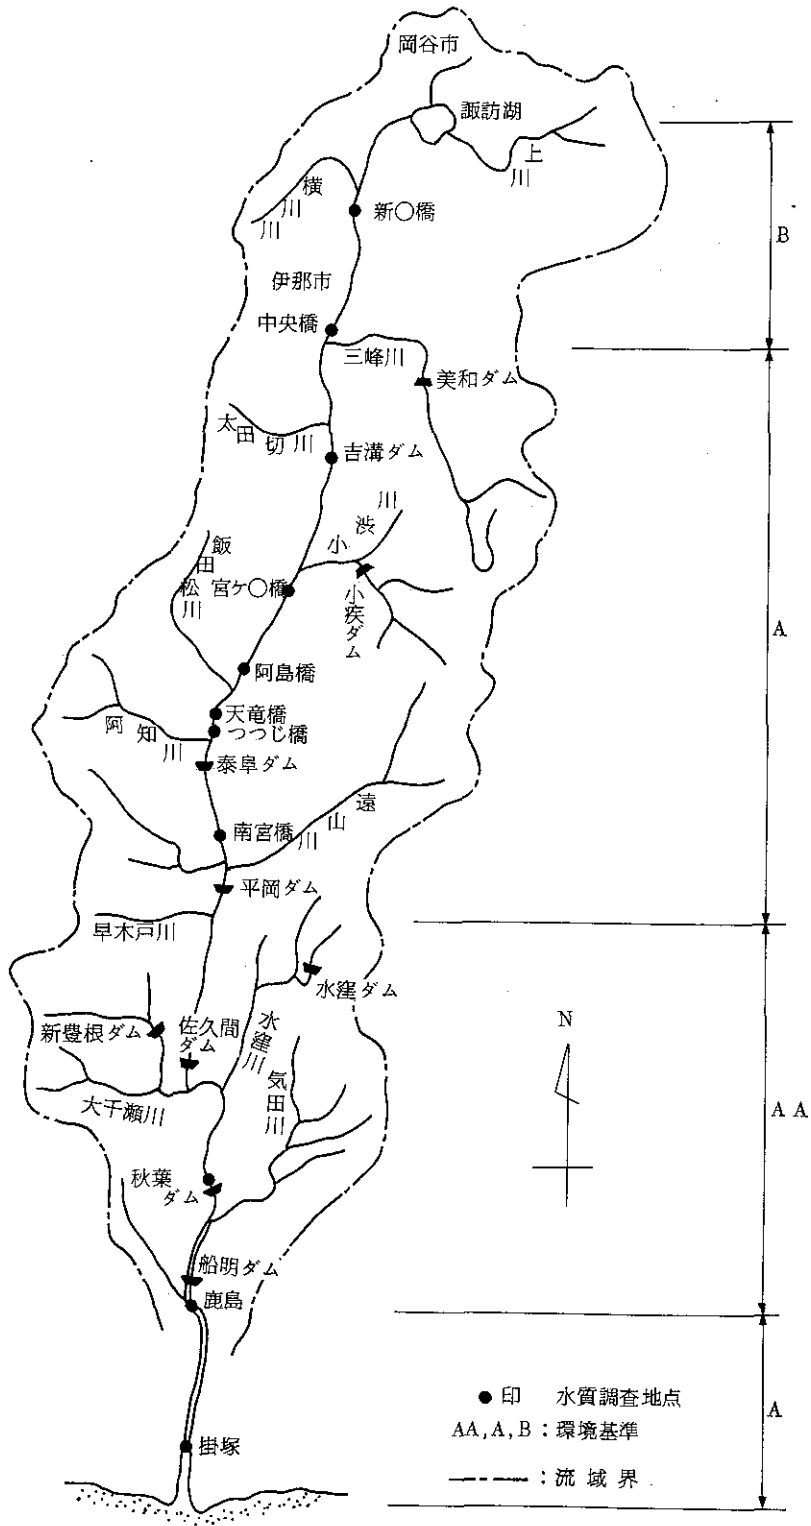 岡谷市
諏訪湖
上川
横川川
新○橋
B
伊那市
中央橋
三峰川
美和ダム
太田切川
吉溝ダム
小渋川
飯田松川
宮ケ○橋
小疾ダム
A
阿島橋
天竜橋
阿知川
つつじ橋
泰阜ダム
遠山川
南宮橋
平岡ダム
早木戸川
水窪ダム
新豊根ダム
佐久間
ダム
水窪川
N
気田川
大千瀬川
AA
秋葉
ダム
船明ダム
鹿島
●印 水質調査地点
A
AA,A,B:環境基準
掛塚
:流域界